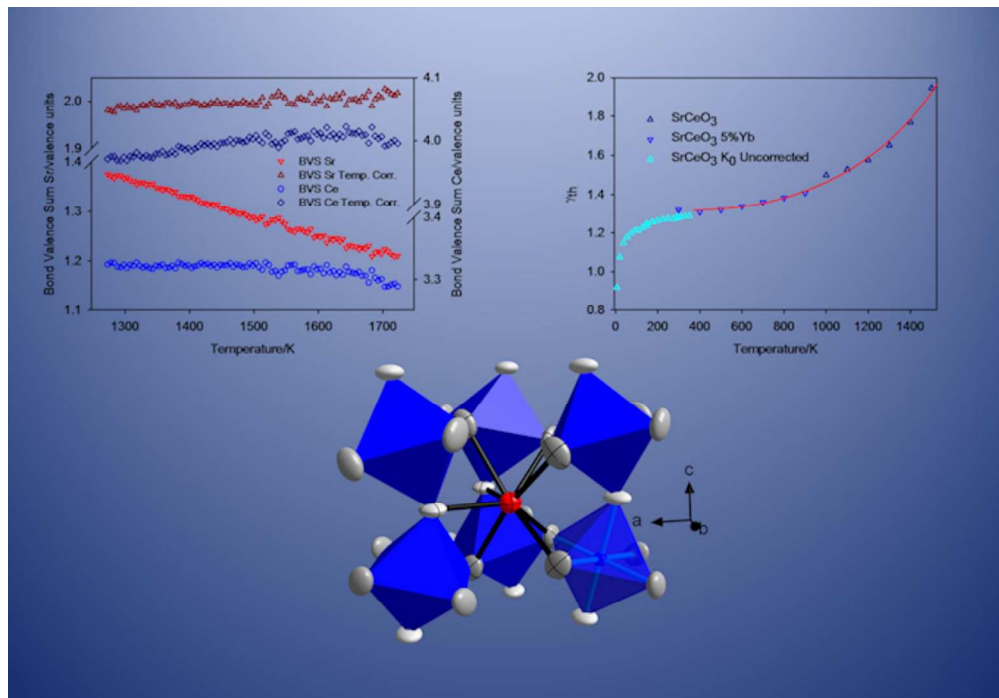 2.0
1.9
1.4
1.3
1.2
1.1
Bond Valence Sum Sr/valence units
4.1
4.0
3.9
3.4
3.3
Bond Valence Sum Ce/valence units
BVS Sr
BVS Sr Temp. Corr.
BVS Ce
BVS Ce Temp. Corr.
1300 1400 1500 1600 1700
Temperature/K
2.0
1.8
1.6
1.4
1.2
1.0
0.8
γth
SrCeO3
SrCeO3 5%Yb
SrCeO3 K0 Uncorrected
0 200 400 600 800 1000 1200 1400
Temperature/K
c
a
b